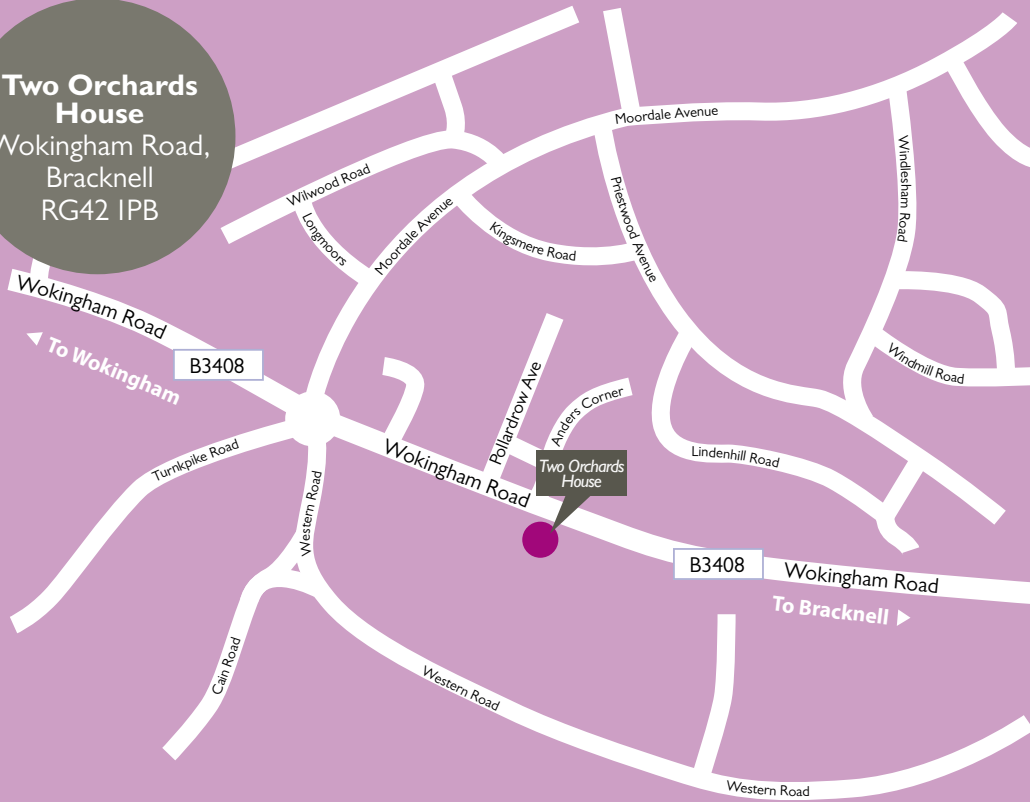 Two Orchards
House
Wokingham Road,
Bracknell
RG42 1PB
Moordale Avenue
Wilwood Road
Longmoors
Moordale Avenue
Kingsmere Road
Priestwood Avenue
Windlesham Road
Wokingham Road
B3408
To Wokingham
Windmill Road
Pollardrow Ave
Anders Corner
Turnkpike Road
Wokingham Road
Two Orchards
House
Lindenhill Road
Western Road
B3408
Wokingham Road
To Bracknell
Cain Road
Western Road
Western Road